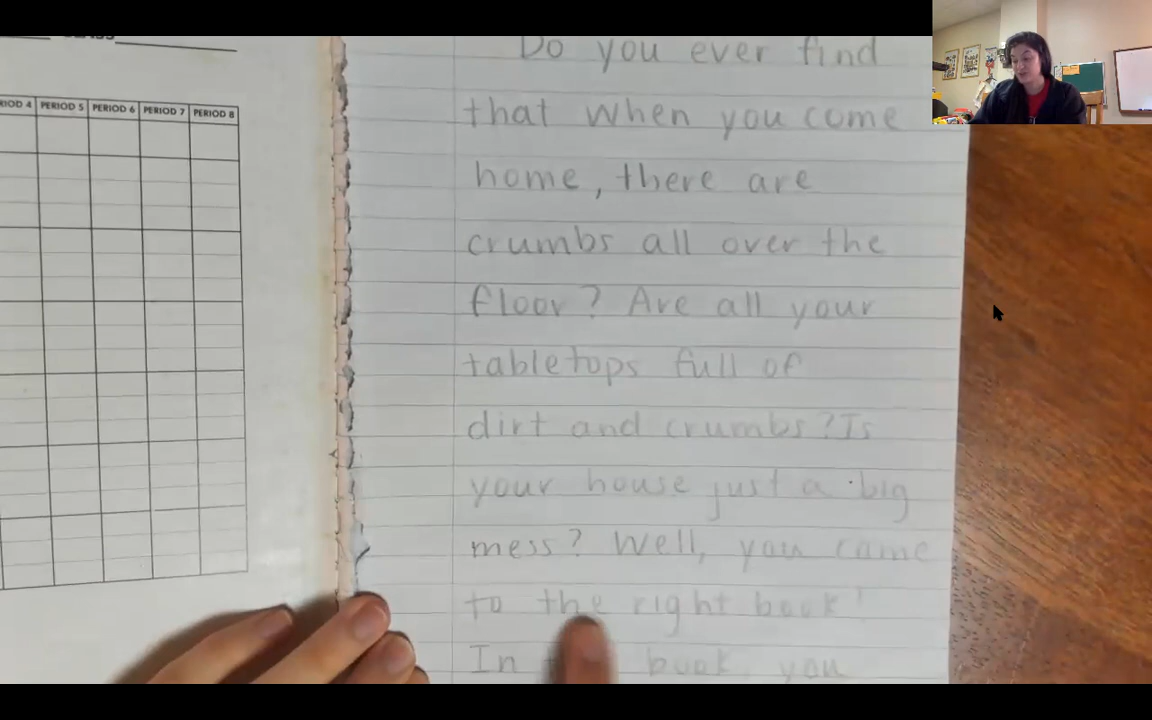 PERIOD 5 PERIOD 6 PERIOD 7 PERIOD 8
Do you ever find
that when you come
home, there are
crumbs all over the
floor? Are all your
tabletops full of
dirt and crumbs? Is
your house just a big
mess? Well, you came
to the right book!
In book, you